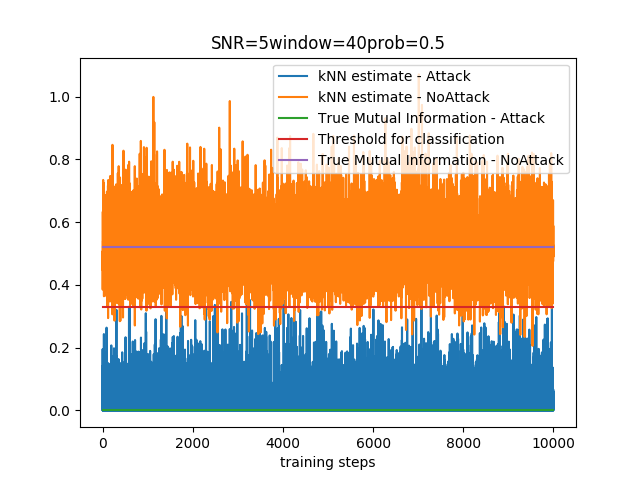 SNR=5window=40prob=0.5
kNN estimate - Attack
kNN estimate - NoAttack
True Mutual Information - Attack
Threshold for classification
True Mutual Information - NoAttack
1.0
0.8
0.6
0.4
0.2
0.0
0 2000 4000 6000 8000 10000
training steps